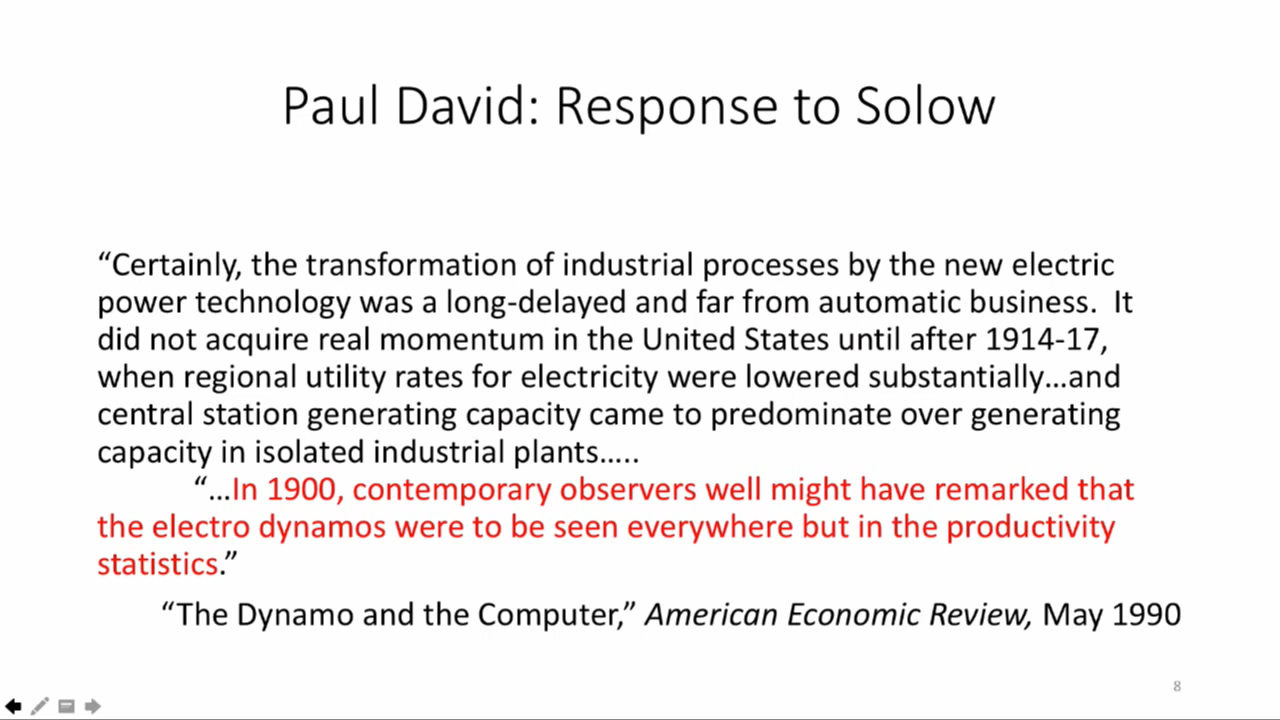 Paul David: Response to Solow
“Certainly, the transformation of industrial processes by the new electric
power technology was a long-delayed and far from automatic business.  It
did not acquire real momentum in the United States until after 1914-17,
when regional utility rates for electricity were lowered substantially…and
central station generating capacity came to predominate over generating
capacity in isolated industrial plants…..
“…In 1900, contemporary observers well might have remarked that
the electro dynamos were to be seen everywhere but in the productivity
statistics.”
“The Dynamo and the Computer,” American Economic Review, May 1990
8